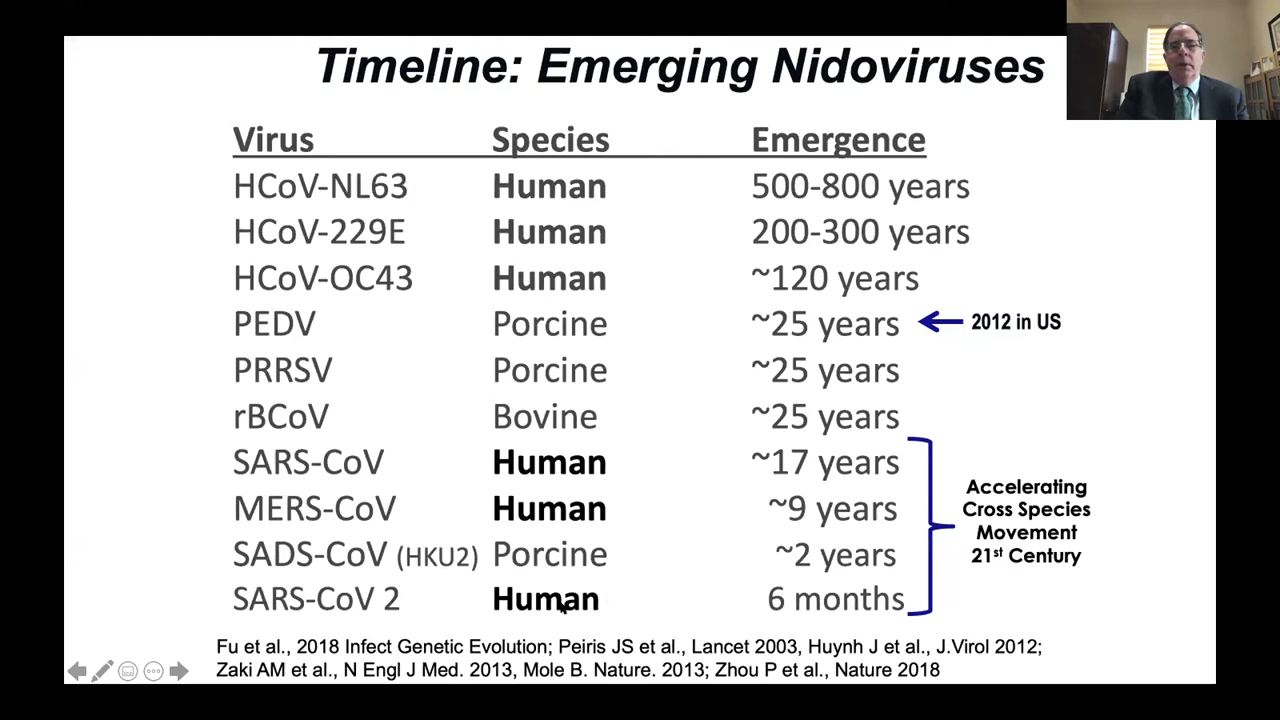 Timeline: Emerging Nidoviruses
Virus Species Emergence
HCoV-NL63 Human 500-800 years
HCoV-229E Human 200-300 years
HCoV-OC43 Human ~120 years
PEDV Porcine ~25 years 2012 in US
PRRSV Porcine ~25 years
rBCoV Bovine ~25 years
SARS-CoV Human ~17 years
MERS-CoV Human ~9 years
SADS-CoV (HKU2) Porcine ~2 years
SARS-CoV 2 Human 6 months
Accelerating
Cross Species
Movement
21st Century
Fu et al., 2018 Infect Genetic Evolution; Peiris JS et al., Lancet 2003, Huynh J et al., J.Virol 2012;
Zaki AM et al., N Engl J Med. 2013, Mole B. Nature. 2013; Zhou P et al., Nature 2018